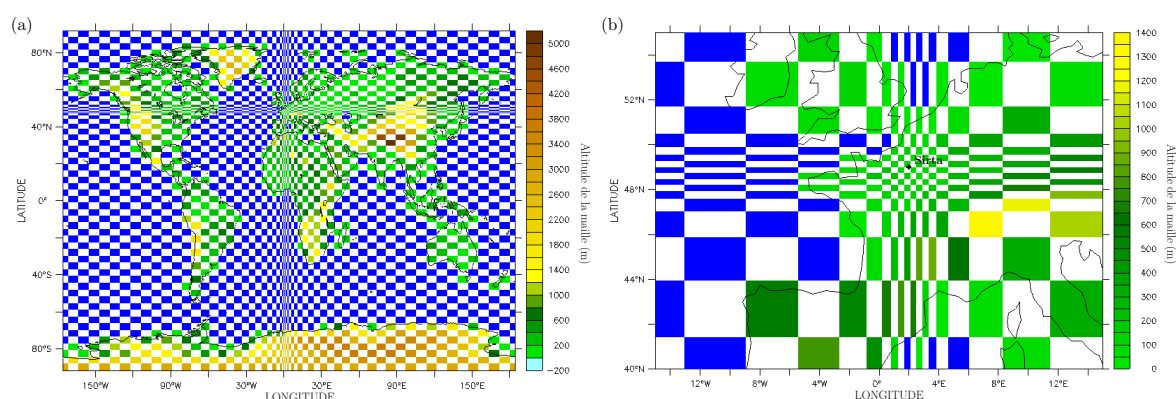 (a)
80°N
40°N
0°
40°S
80°S
LATITUDE
150°W
90°W
30°W
30°E
90°E
150°E
LONGITUDE
5000
4600
4200
3800
3400
3000
2600
2200
1800
1400
1000
600
200
−200
Altitude de la maille (m)
(b)
52°N
48°N
44°N
40°N
LATITUDE
Sirta
12°W
8°W
4°W
0°
4°E
8°E
12°E
LONGITUDE
1400
1300
1200
1100
1000
900
800
700
600
500
400
300
200
100
0
Altitude de la maille (m)